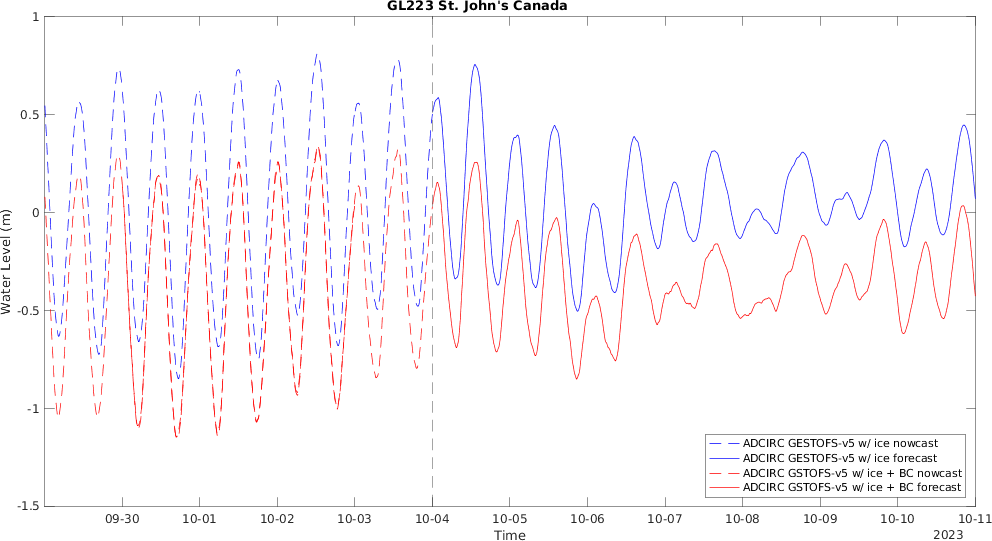 GL223 St. John's Canada
Water Level (m)
1
0.5
0
-0.5
-1
-1.5
ADCIRC GESTOFS-v5 w/ ice nowcast
ADCIRC GESTOFS-v5 w/ ice forecast
ADCIRC GSTOFS-v5 w/ ice + BC nowcast
ADCIRC GSTOFS-v5 w/ ice + BC forecast
09-30 10-01 10-02 10-03 10-04 10-05 10-06 10-07 10-08 10-09 10-10 10-11
Time
2023